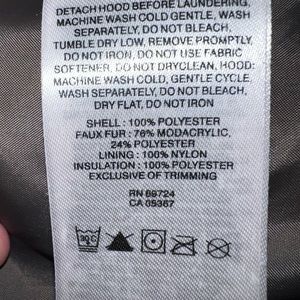 DETACH HOOD BEFORE LAUNDERING,
MACHINE WASH COLD GENTLE, WASH
SEPARATELY, DO NOT BLEACH,
TUMBLE DRY LOW, REMOVE PROMPTLY,
DO NOT IRON, DO NOT USE FABRIC
SOFTENER, DO NOT DRYCLEAN, HOOD:
MACHINE WASH COLD, GENTLE CYCLE,
WASH SEPARATELY, DO NOT BLEACH,
DRY FLAT, DO NOT IRON
SHELL : 100% POLYESTER
FAUX FUR : 76% MODACRYLIC,
24% POLYESTER
LINING : 100% NYLON
INSULATION : 100% POLYESTER
EXCLUSIVE OF TRIMMING
RN 69724
CA 05367
30°C